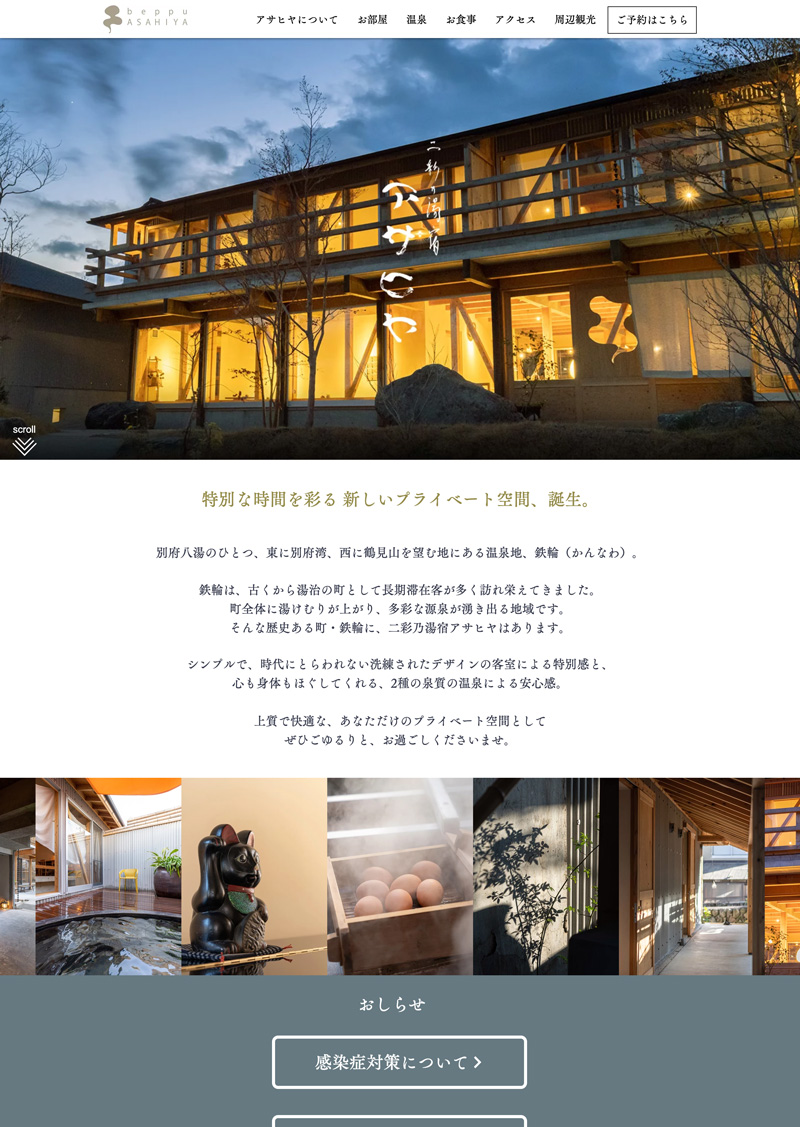 beppu
ASAHIYA
アサヒヤについて お部屋 温泉 お食事 アクセス 周辺観光 ご予約はこちら
二彩乃湯宿
アサヒヤ
scroll
特別な時間を彩る 新しいプライベート空間、誕生。
別府八湯のひとつ、東に別府湾、西に鶴見山を望む地にある温泉地、鉄輪（かんなわ）。
鉄輪は、古くから湯治の町として長期滞在客が多く訪れ栄えてきました。
町全体に湯けむりが上がり、多彩な源泉が湧き出る地域です。
そんな歴史ある町・鉄輪に、二彩乃湯宿アサヒヤはあります。
シンプルで、時代にとらわれない洗練されたデザインの客室による特別感と、
心も身体もほぐしてくれる、2種の泉質の温泉による安心感。
上質で快適な、あなただけのプライベート空間として
ぜひごゆるりと、お過ごしくださいませ。
おしらせ
感染症対策について